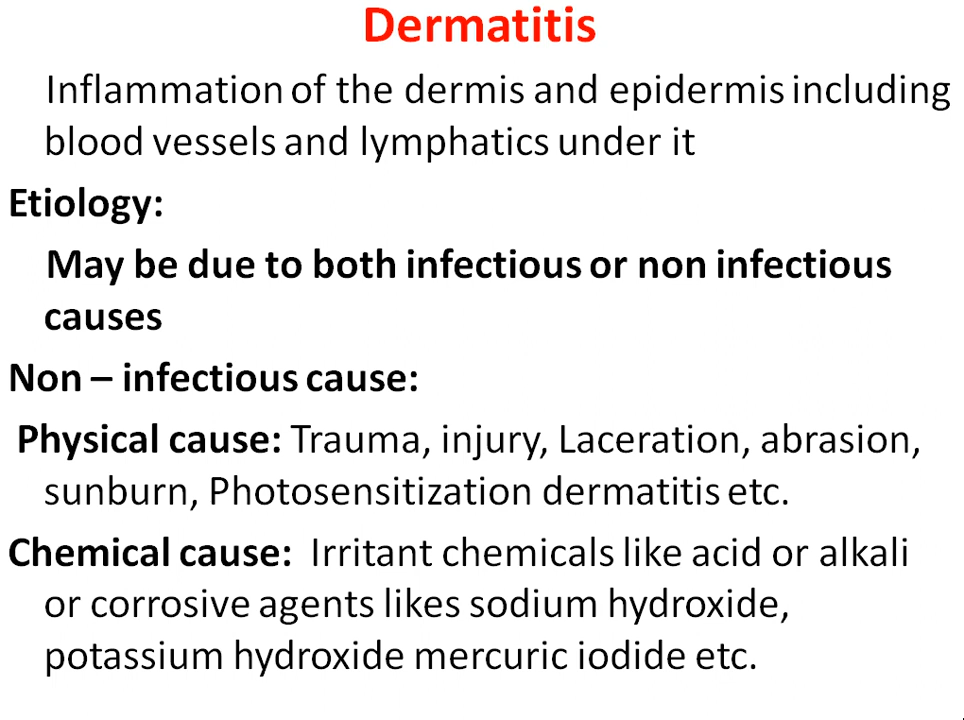 Dermatitis
Inflammation of the dermis and epidermis including
blood vessels and lymphatics under it
Etiology:
May be due to both infectious or non infectious
causes
Non – infectious cause:
Physical cause: Trauma, injury, Laceration, abrasion,
sunburn, Photosensitization dermatitis etc.
Chemical cause: Irritant chemicals like acid or alkali
or corrosive agents likes sodium hydroxide,
potassium hydroxide mercuric iodide etc.